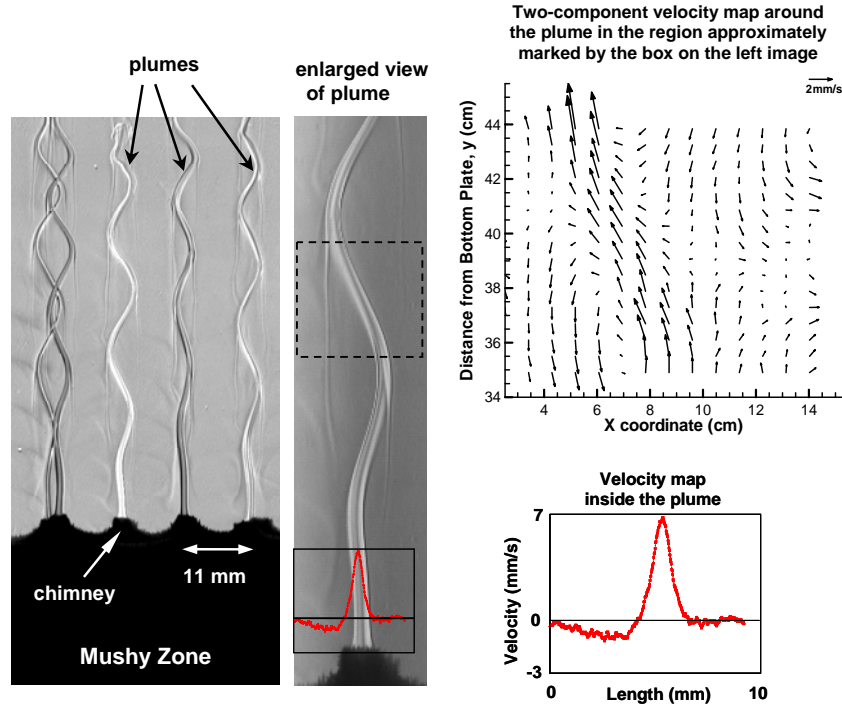 plumes
chimney
11 mm
Mushy Zone
enlarged view
of plume
Two-component velocity map around
the plume in the region approximately
marked by the box on the left image
2mm/s
Distance from Bottom Plate, y (cm)
44
42
40
38
36
34
4
6
8
10
12
14
X coordinate (cm)
Velocity map
inside the plume
Velocity (mm/s)
7
0
-3
0
10
Length (mm)